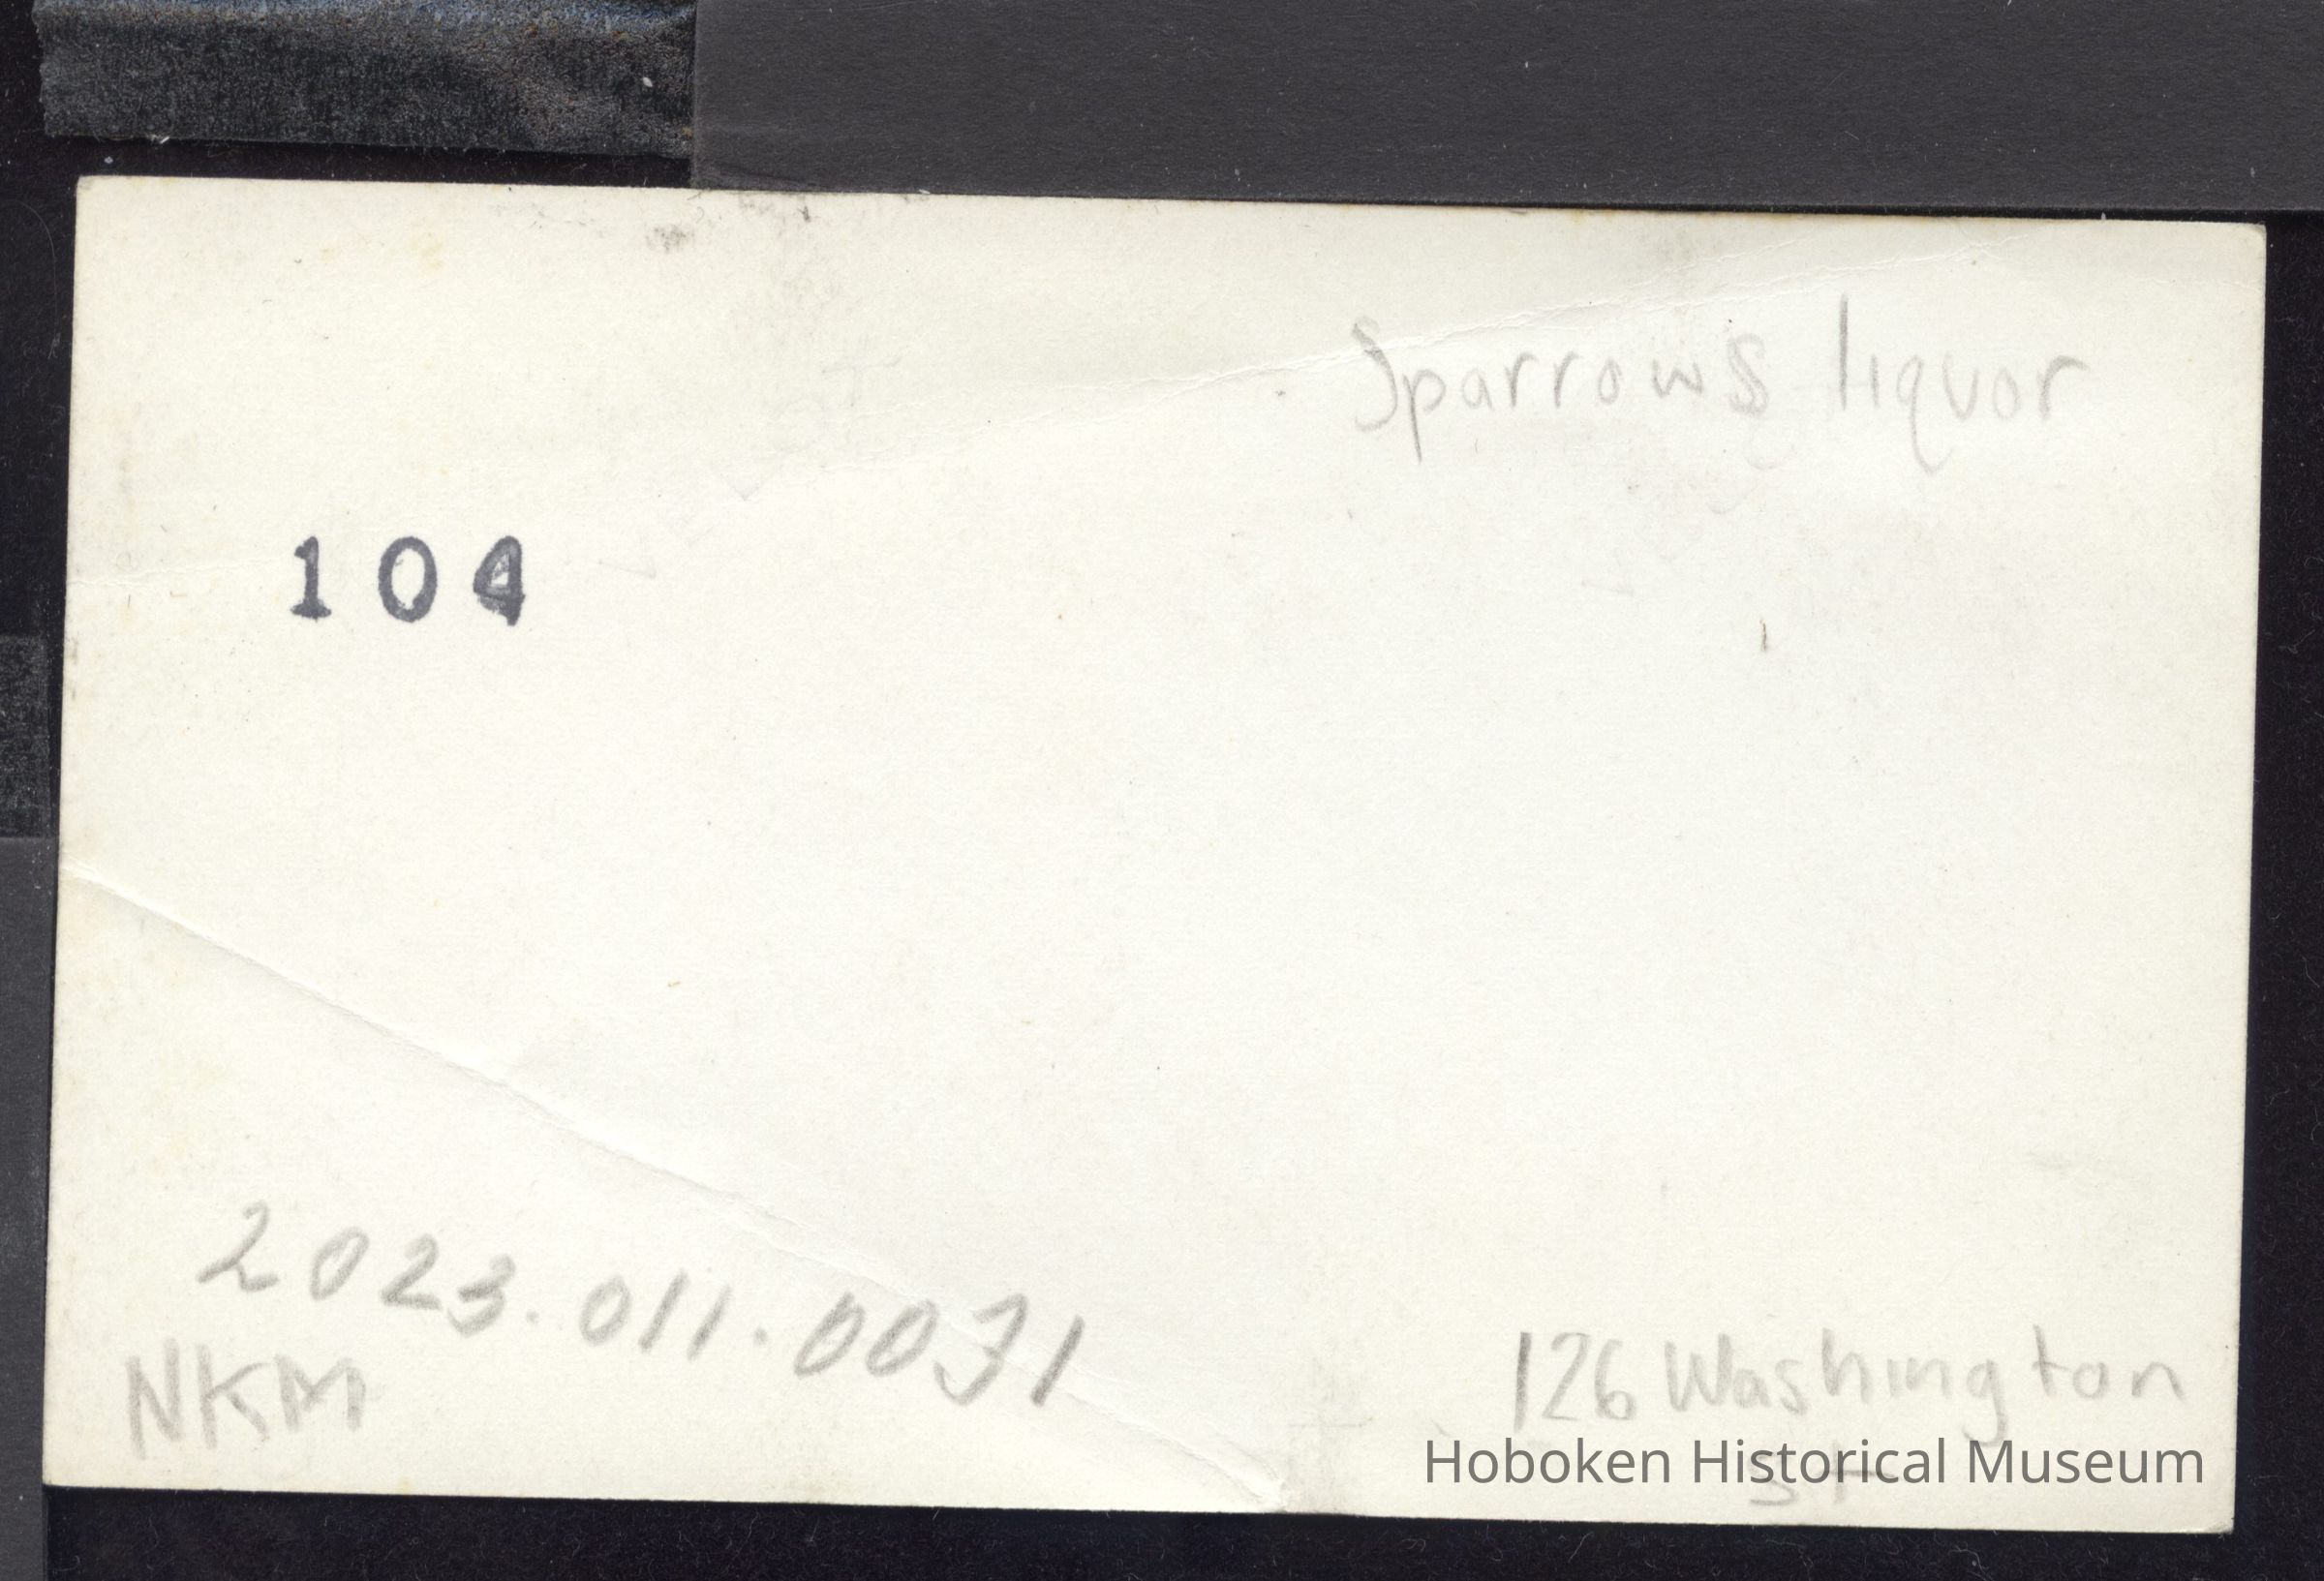 Sparrows liquor
104
2023.011.0031
NKM
126 Washington
St
Hoboken Historical Museum